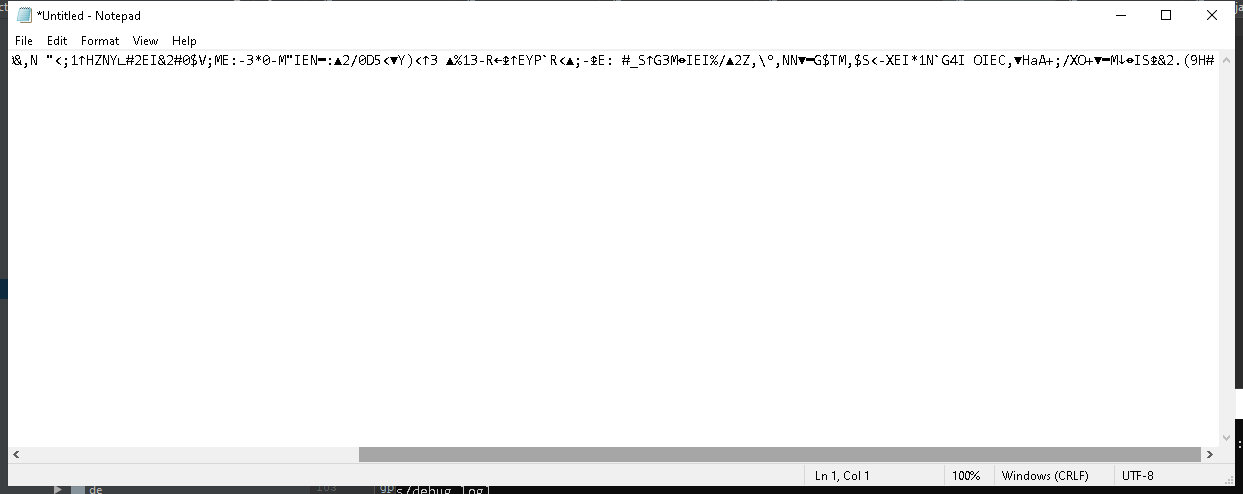 *Untitled - Notepad
File Edit Format View Help
&,N "<;1↑HZNY∟#2EI&2#0$V;ME:-3*0-M"IEN▬:▲2/0D5<▼Y)<↑3 ▲%13-R←↨↑EYP`R<▲;-↨E: #_S↑G3M↔IEI%/▲2Z,\°,NN▼▬G$TM,$S<-XEI*1N`G4I OIEC,▼HaA+;/XO+▼▬M↓↔IS↨&2.(9H#
Ln 1, Col 1 100% Windows (CRLF) UTF-8
de
s/debug.log]